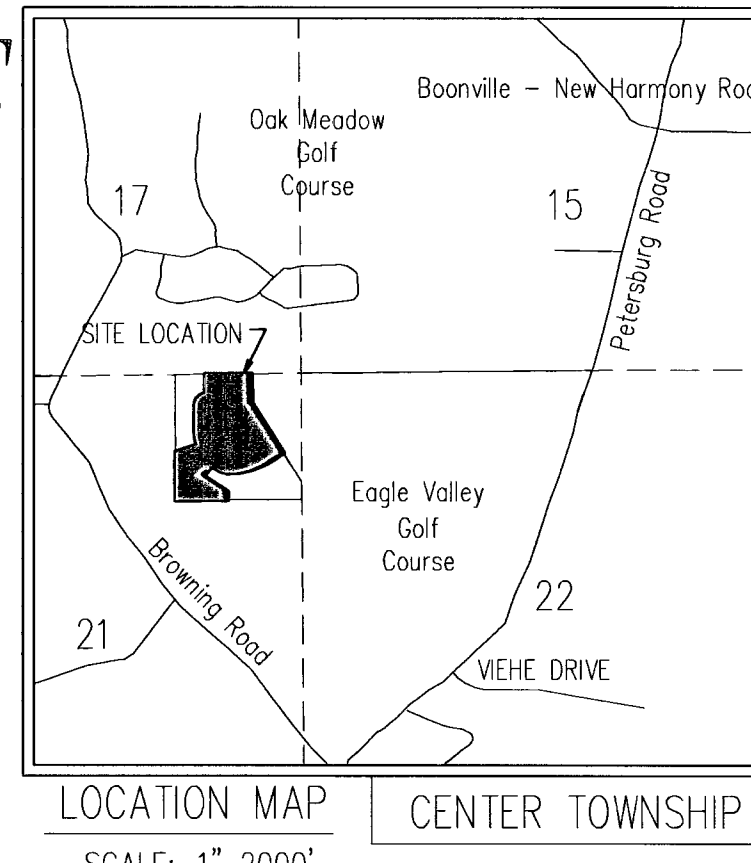 Boonville - New Harmony Roa
Oak Meadow
Golf
Course
17
15
Petersburg Road
SITE LOCATION
Eagle Valley
Golf
Course
Browning Road
22
21
VIEHE DRIVE
LOCATION MAP
CENTER TOWNSHIP
SCALE: 1" 2000'